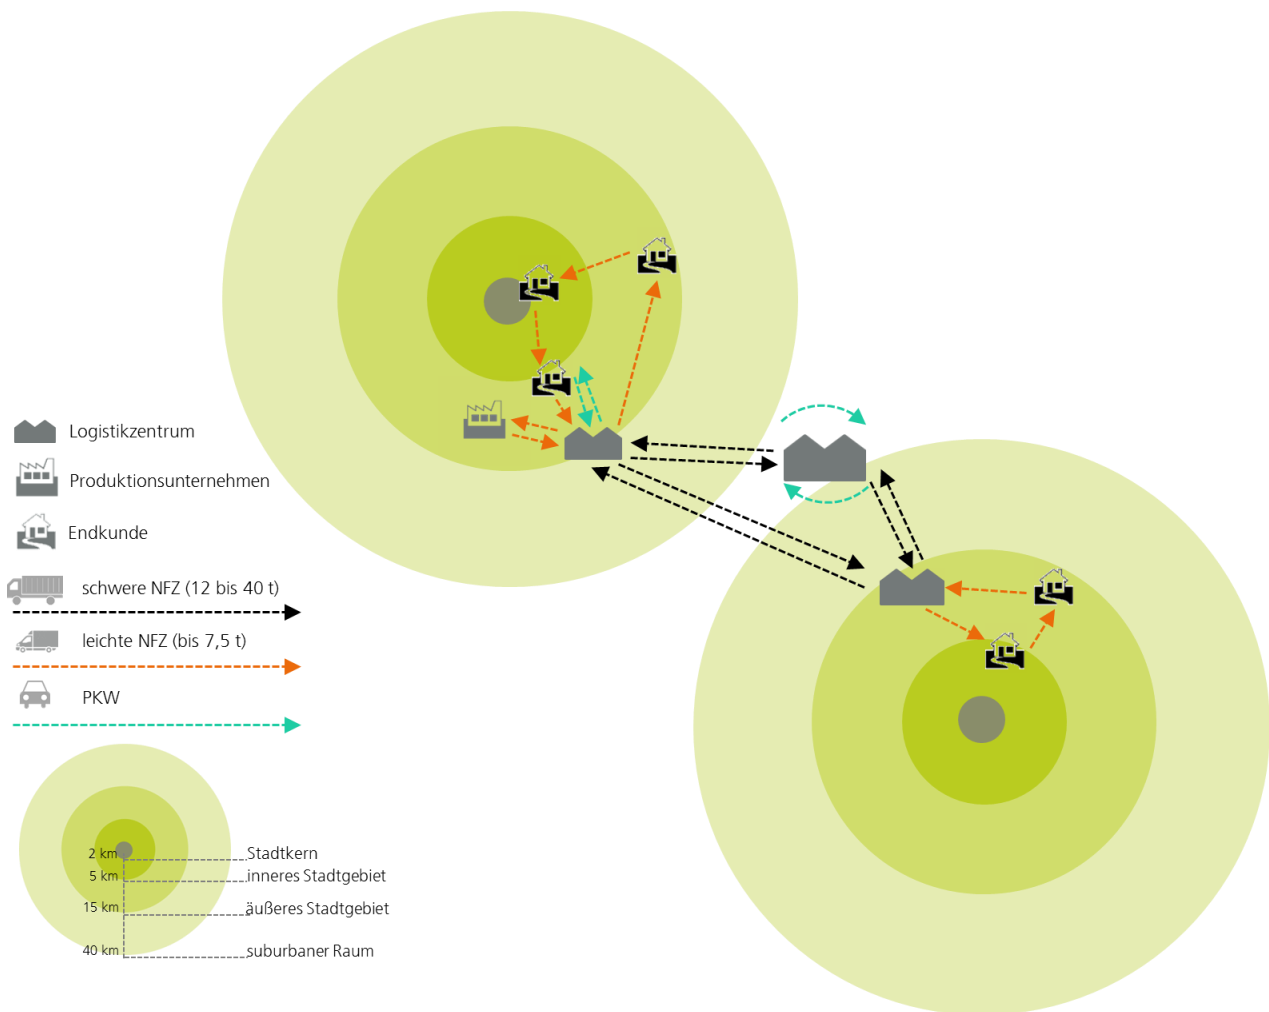 Logistikzentrum
Produktionsunternehmen
Endkunde
schwere NFZ (12 bis 40 t)
leichte NFZ (bis 7,5 t)
PKW
2 km Stadtkern
5 km inneres Stadtgebiet
15 km äußeres Stadtgebiet
40 km suburbaner Raum